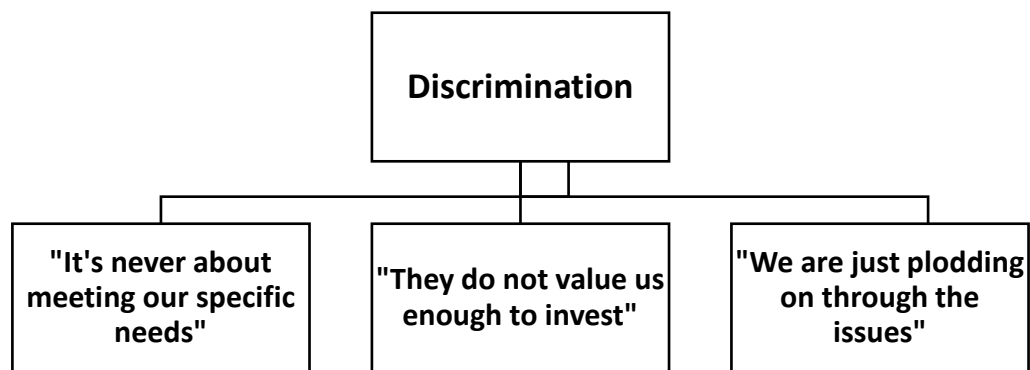 Discrimination
"It's never about
meeting our specific
needs"
"They do not value us
enough to invest"
"We are just plodding
on through the
issues"